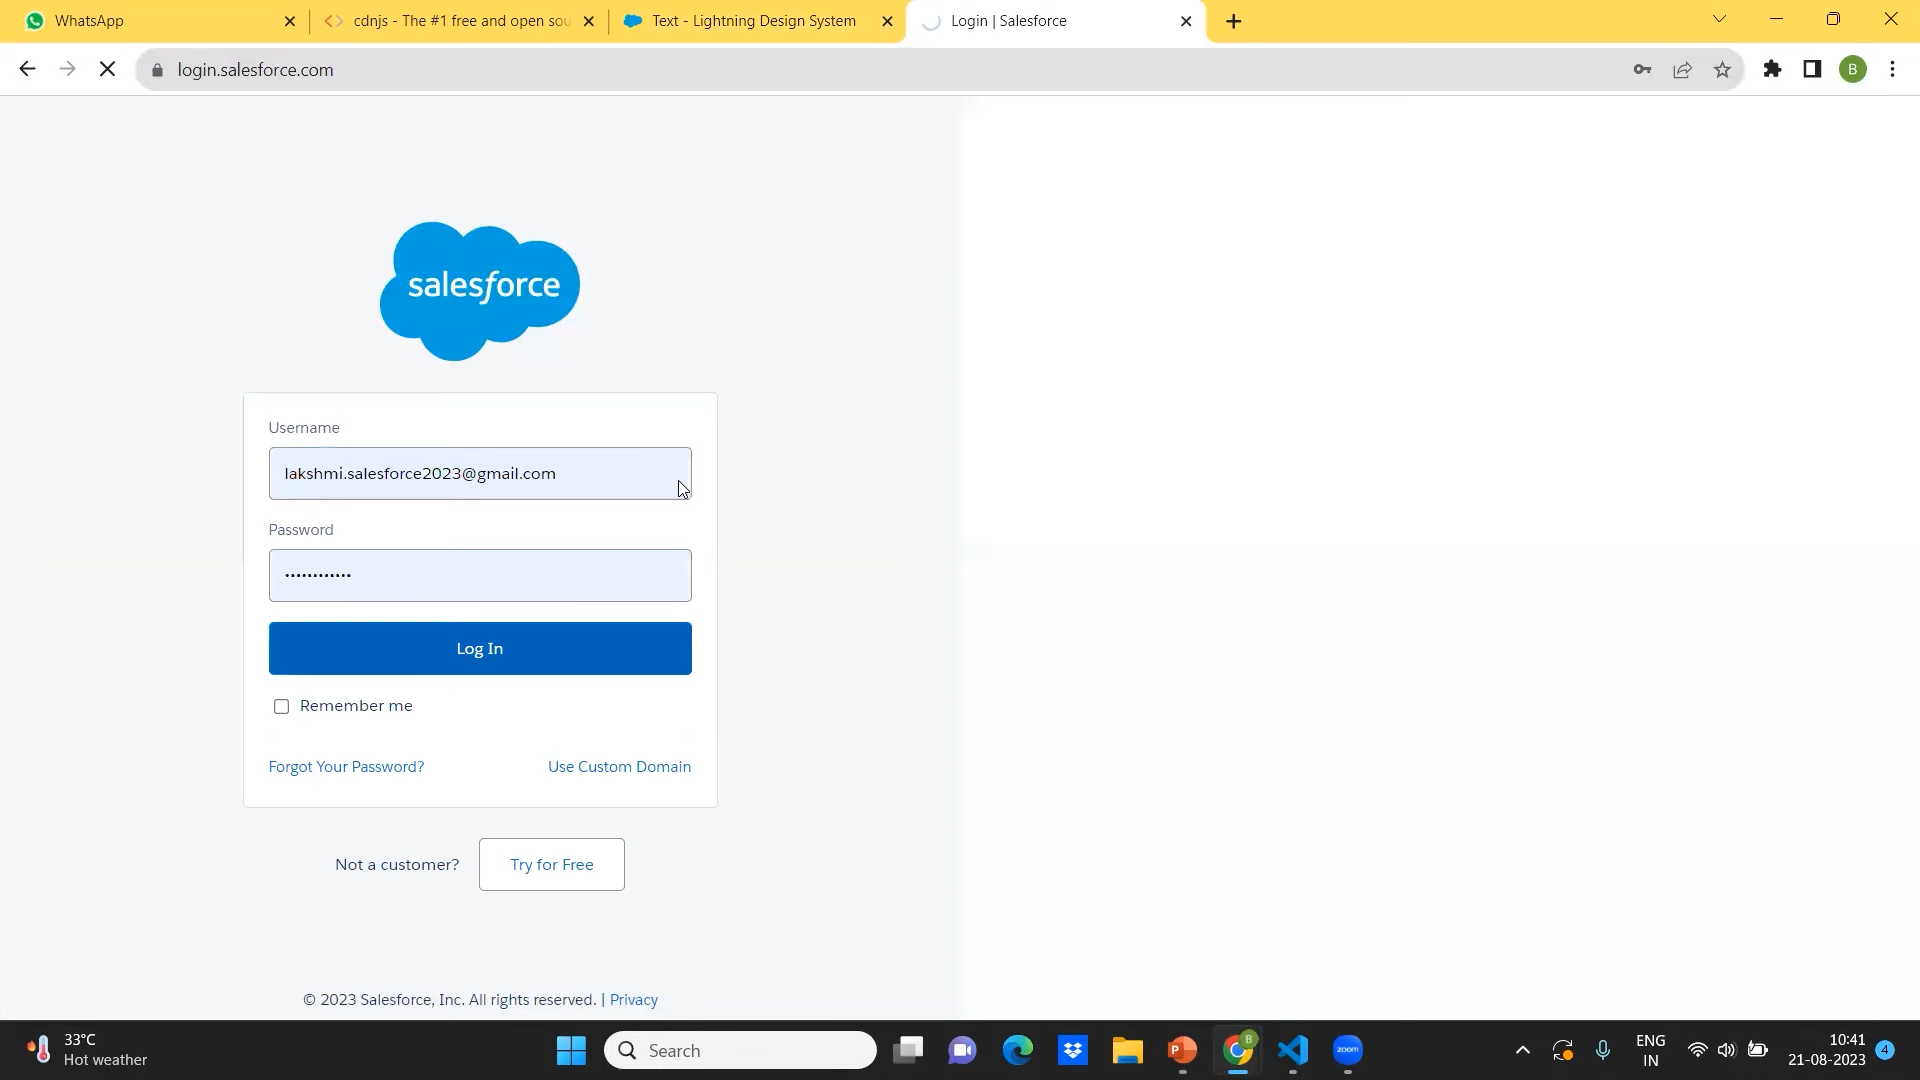 WhatsApp
cdnjs - The #1 free and open sou
Text - Lightning Design System
Login | Salesforce
login.salesforce.com
B
salesforce
Username
lakshmi.salesforce2023@gmail.com
Password
••••••••••••
Log In
Remember me
Forgot Your Password?
Use Custom Domain
Not a customer?
Try for Free
© 2023 Salesforce, Inc. All rights reserved. | Privacy
33°C
Hot weather
Search
P
B
zoom
ENG
IN
10:41
21-08-2023
4